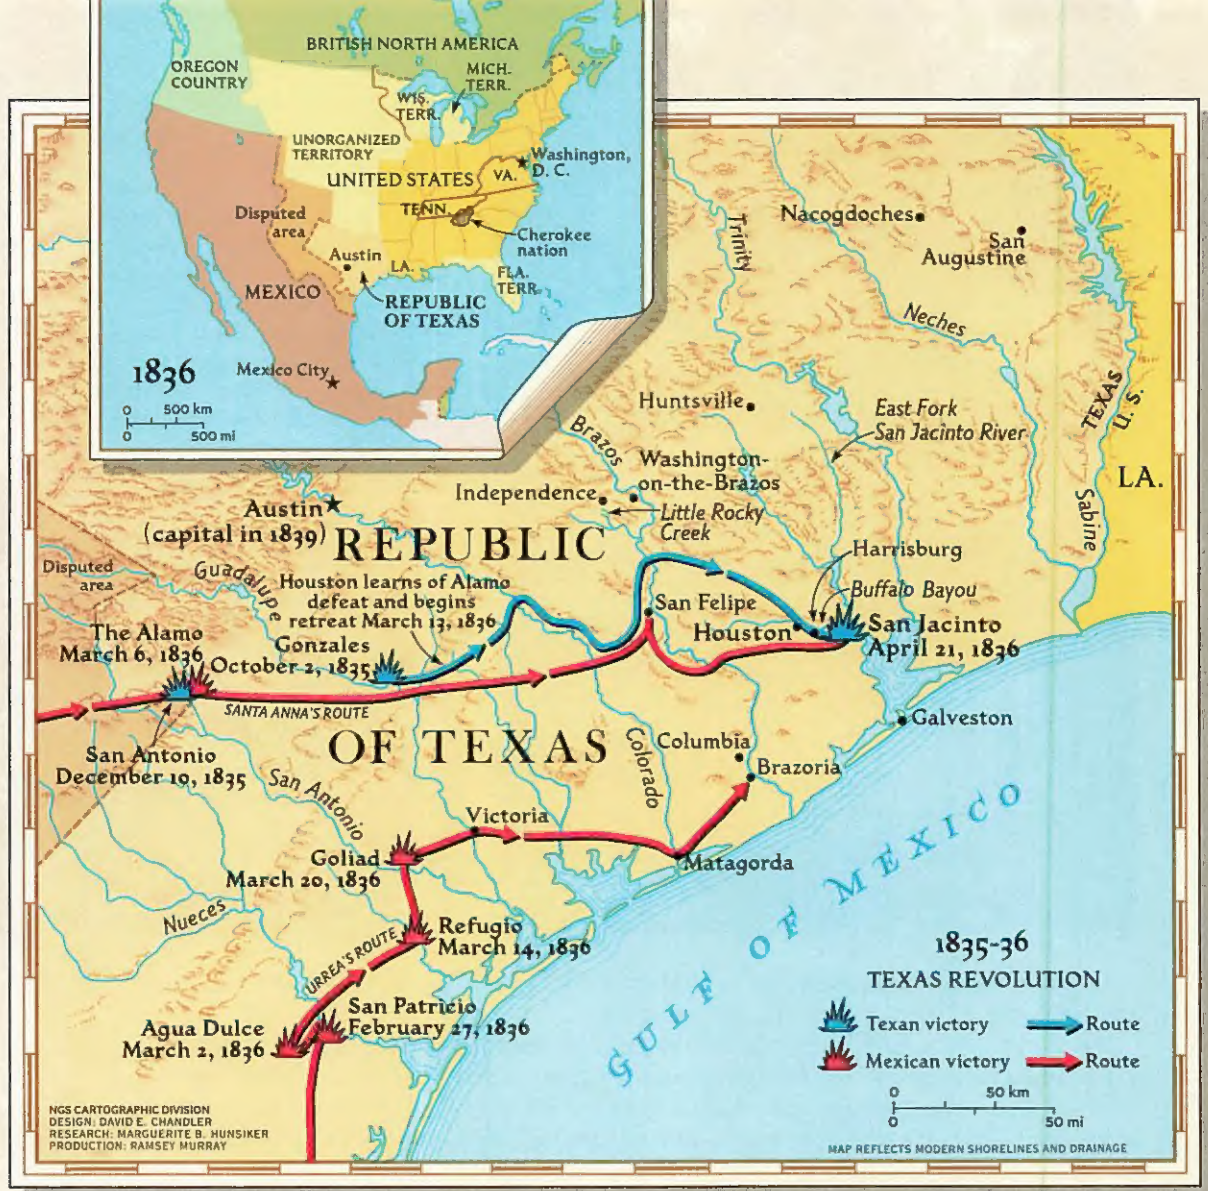 BRITISH NORTH AMERICA
OREGON
COUNTRY
MICH.
TERR.
WIS.
TERR.
UNORGANIZED
TERRITORY
Washington,
D. C.
UNITED STATES
VA.
TENN.
Disputed
area
Cherokee
nation
Austin
LA.
FLA.
TERR.
MEXICO
REPUBLIC
OF TEXAS
1836
Mexico City
0 500 km
0 500 mi
Trinity
Nacogdoches
San
Augustine
Neches
TEXAS
U. S.
LA.
Sabine
Huntsville
East Fork
San Jacinto River
Brazos
Washington-
on-the-Brazos
Independence
Little Rocky
Creek
Austin
(capital in 1839)
REPUBLIC
Harrisburg
Disputed
area
Guadalupe
Houston learns of Alamo
defeat and begins
retreat March 13, 1836
Buffalo Bayou
San Felipe
The Alamo
March 6, 1836
Gonzales
October 2, 1835
Houston
San Jacinto
April 21, 1836
SANTA ANNA'S ROUTE
Galveston
San Antonio
December 10, 1835
OF TEXAS
Colorado
Columbia
Brazoria
San Antonio
Victoria
Goliad
March 20, 1836
Matagorda
GULF OF MEXICO
Nueces
Refugio
March 14, 1836
URREA'S ROUTE
San Patricio
February 27, 1836
Agua Dulce
March 2, 1836
1835-36
TEXAS REVOLUTION
Texan victory Route
Mexican victory Route
0 50 km
0 50 mi
NGS CARTOGRAPHIC DIVISION
DESIGN: DAVID E. CHANDLER
RESEARCH: MARGUERITE B. HUNSIKER
PRODUCTION: RAMSEY MURRAY
MAP REFLECTS MODERN SHORELINES AND DRAINAGE